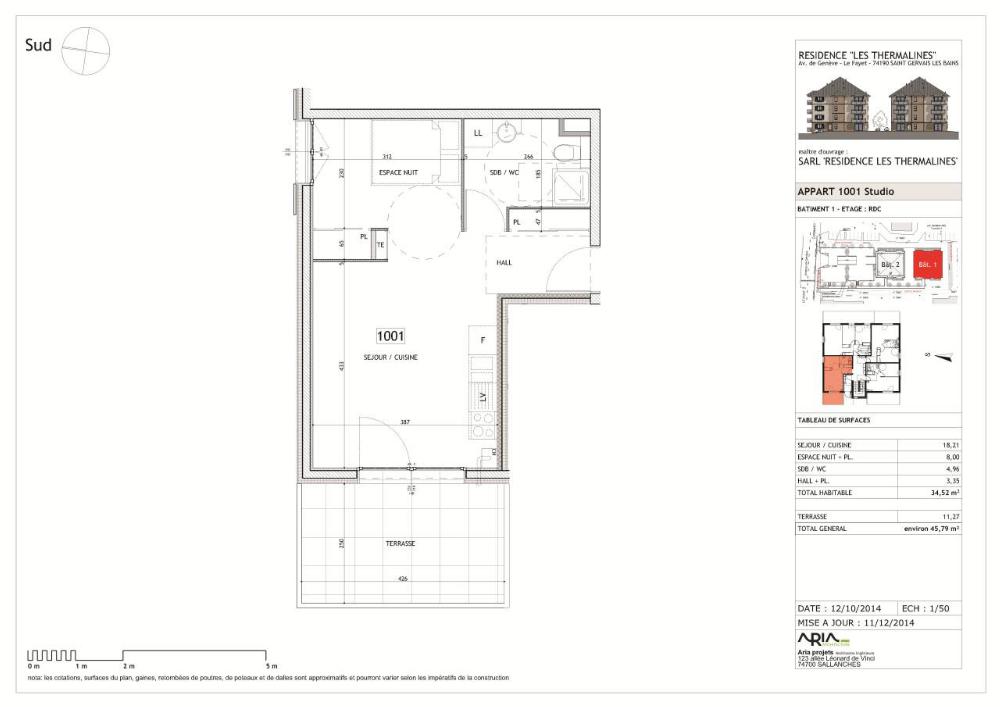 Sud
LL
312
5
266
ESPACE NUIT
SDB / WC
230
185
PL
5
47
PL
TE
65
5
HALL
1001
SEJOUR / CUISINE
F
433
LV
387
TERRASSE
250
426
0 m 1 m 2 m 5 m
nota: les cotations, surfaces du plan, gaines, retombées de poutres, de poteaux et de dalles sont approximatifs et pourront varier selon les impératifs de la construction
RESIDENCE "LES THERMALINES"
Av. de Genève - Le Fayet - 74190 SAINT GERVAIS LES BAINS
maître d'ouvrage :
SARL 'RESIDENCE LES THERMALINES'
APPART 1001 Studio
BATIMENT 1 - ETAGE : RDC
Bât. 2
Bât. 1
S
TABLEAU DE SURFACES
SEJOUR / CUISINE 18,21
ESPACE NUIT + PL. 8,00
SDB / WC 4,96
HALL + PL. 3,35
TOTAL HABITABLE 34,52 m²
TERRASSE 11,27
TOTAL GENERAL environ 45,79 m²
DATE : 12/10/2014 ECH : 1/50
MISE A JOUR : 11/12/2014
ARIA
Aria projets
123 allée Léonard de Vinci
74700 SALLANCHES